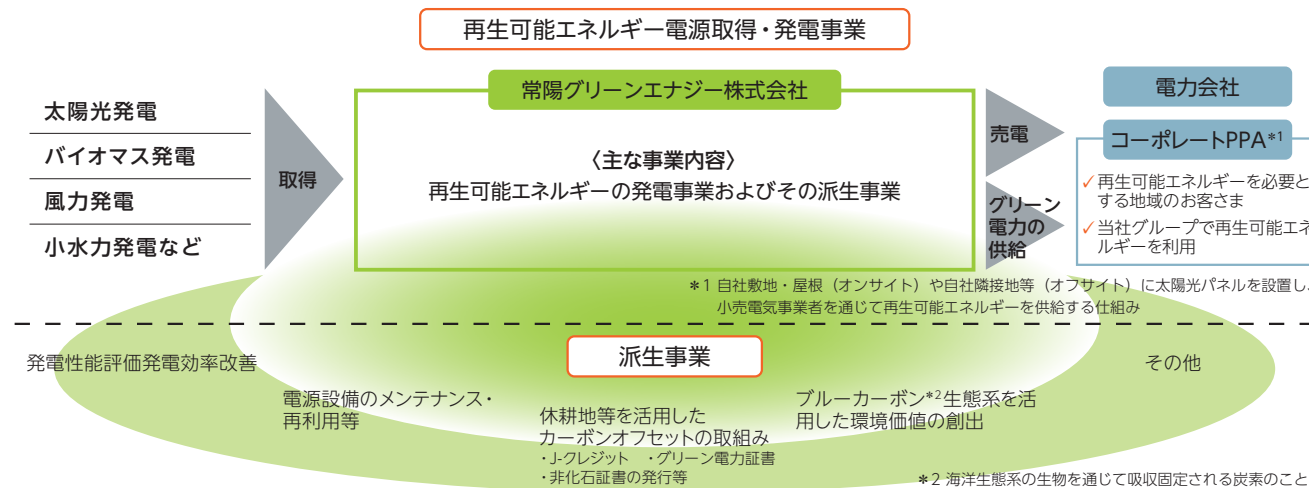 再生可能エネルギー電源取得・発電事業
太陽光発電
バイオマス発電
風力発電
小水力発電など
取得
常陽グリーンエナジー株式会社
〈主な事業内容〉
再生可能エネルギーの発電事業およびその派生事業
売電
グリーン
電力の
供給
電力会社
コーポレートPPA*1
✓再生可能エネルギーを必要と
する地域のお客さま
✓当社グループで再生可能エネ
ルギーを利用
*1 自社敷地・屋根（オンサイト）や自社隣接地等（オフサイト）に太陽光パネルを設置し、
小売電気事業者を通じて再生可能エネルギーを供給する仕組み
派生事業
発電性能評価発電効率改善
電源設備のメンテナンス・
再利用等
休耕地等を活用した
カーボンオフセットの取組み
・J-クレジット ・グリーン電力証書
・非化石証書の発行等
ブルーカーボン*2生態系を活
用した環境価値の創出
その他
*2 海洋生態系の生物を通じて吸収固定される炭素のこと